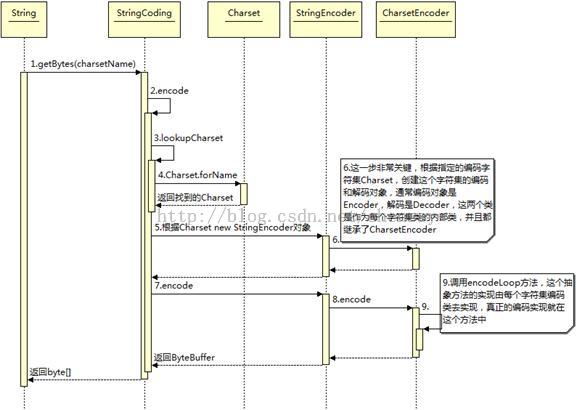 String
StringCoding
Charset
StringEncoder
CharsetEncoder
1.getBytes(charsetName)
2.encode
3.lookupCharset
4.Charset.forName
返回找到的Charset
http://blog.csdn.ne
5.根据Charset new StringEncoder对象
6.
6.这一步非常关键，根据指定的编码字
符集Charset，创建这个字符集的编码
和解码对象，通常编码对象是
Encoder，解码是Decoder，这两个类
是作为每个字符集类的内部类，并且都
继承了CharsetEncoder
7.encode
8.encode
9.
9.调用encodeLoop方法，这个抽
象方法的实现由每个字符集编码
类去实现，真正的编码实现就在
这个方法中
返回ByteBuffer
返回byte[]